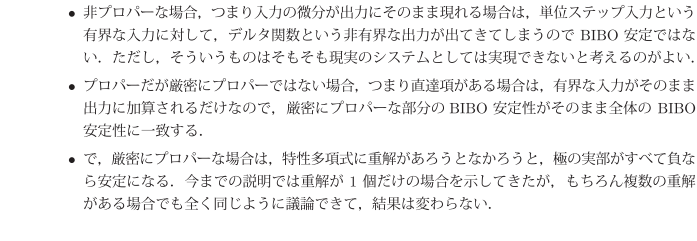 • 非プロパーな場合，つまり入力の微分が出力にそのまま現れる場合は，単位ステップ入力という
有界な入力に対して，デルタ関数という非有界な出力が出てきてしまうので BIBO 安定ではな
い．ただし，そういうものはそもそも現実のシステムとしては実現できないと考えるのがよい．
• プロパーだが厳密にプロパーではない場合，つまり直達項がある場合は，有界な入力がそのまま
出力に加算されるだけなので，厳密にプロパーな部分の BIBO 安定性がそのまま全体の BIBO
安定性に一致する．
• で，厳密にプロパーな場合は，特性多項式に重解があろうとなかろうと，極の実部がすべて負な
ら安定になる．今までの説明では重解が 1 個だけの場合を示してきたが，もちろん複数の重解
がある場合でも全く同じように議論できて，結果は変わらない．